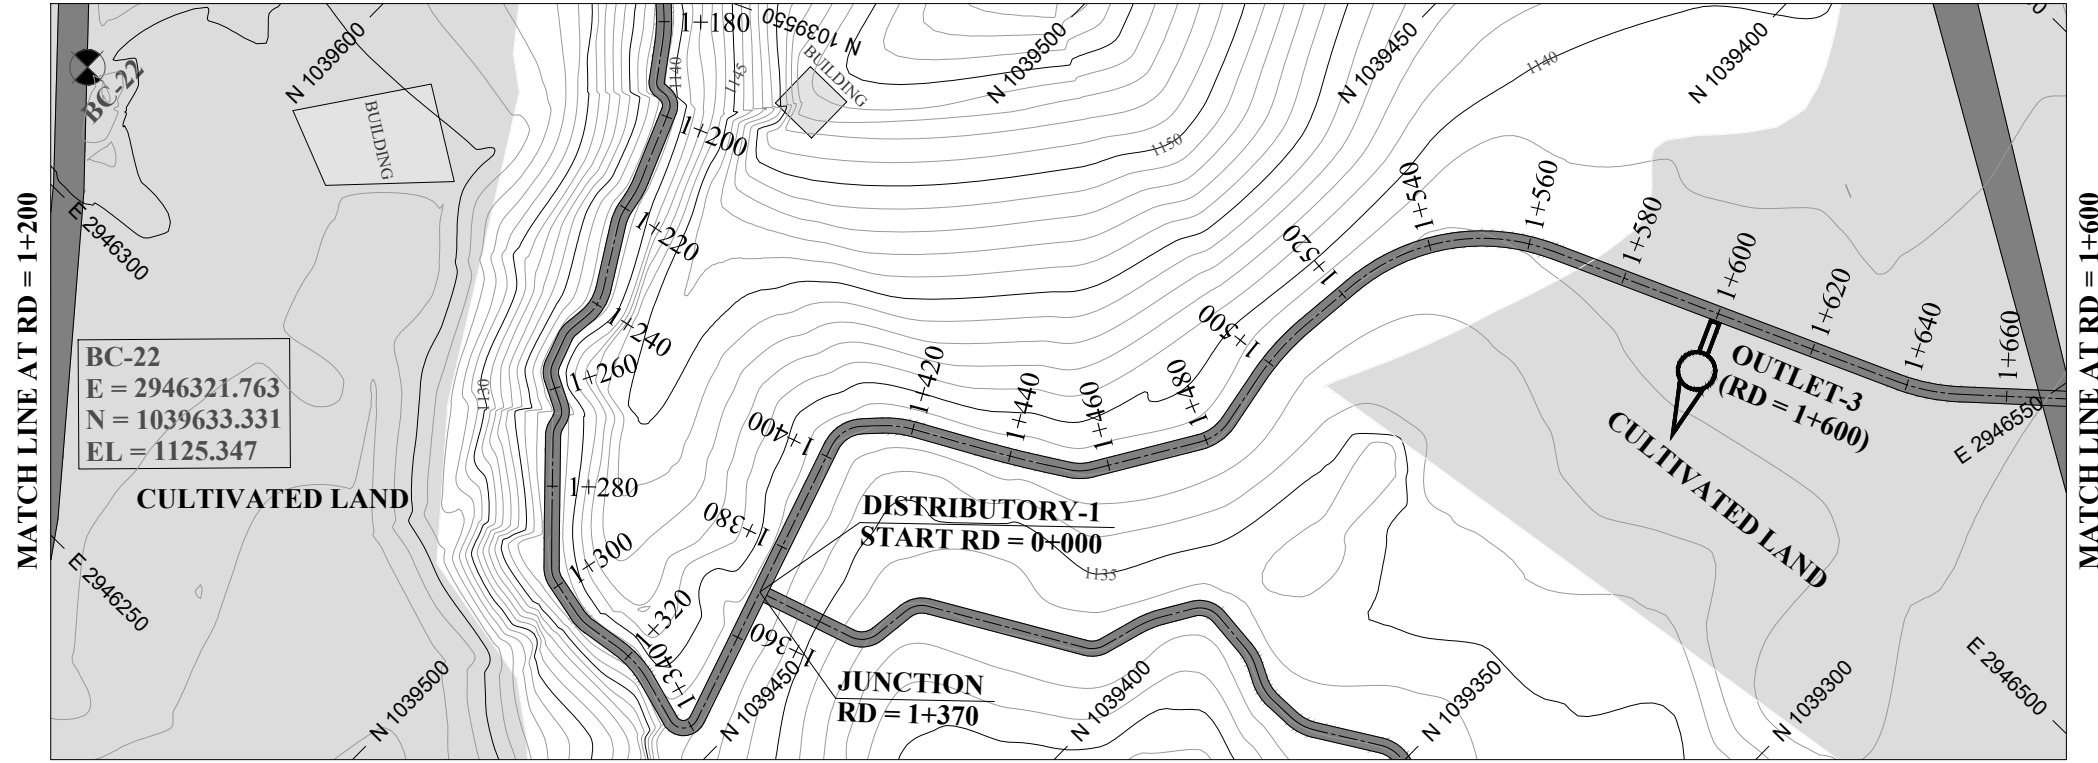 MATCH LINE AT RD = 1+200
BC-22
N 1039600
BUILDING
E 2946300
BC-22
E = 2946321.763
N = 1039633.331
EL = 1125.347
CULTIVATED LAND
E 2946250
N 1039500
1130
1140
1145
1+180
N 1039550
BUILDING
N 1039500
N 1039450
1140
N 1039400
1150
1+200
1+220
1+240
1+260
1+280
1+300
1+320
1+340
1+360
1+380
1+400
1+420
1+440
1+460
1+480
1+500
1+520
1+540
1+560
1+580
1+600
1+620
1+640
1+660
OUTLET-3
(RD = 1+600)
CULTIVATED LAND
E 2946550
DISTRIBUTORY-1
START RD = 0+000
1135
JUNCTION
RD = 1+370
N 1039450
N 1039400
N 1039350
N 1039300
E 2946500
MATCH LINE AT RD = 1+600